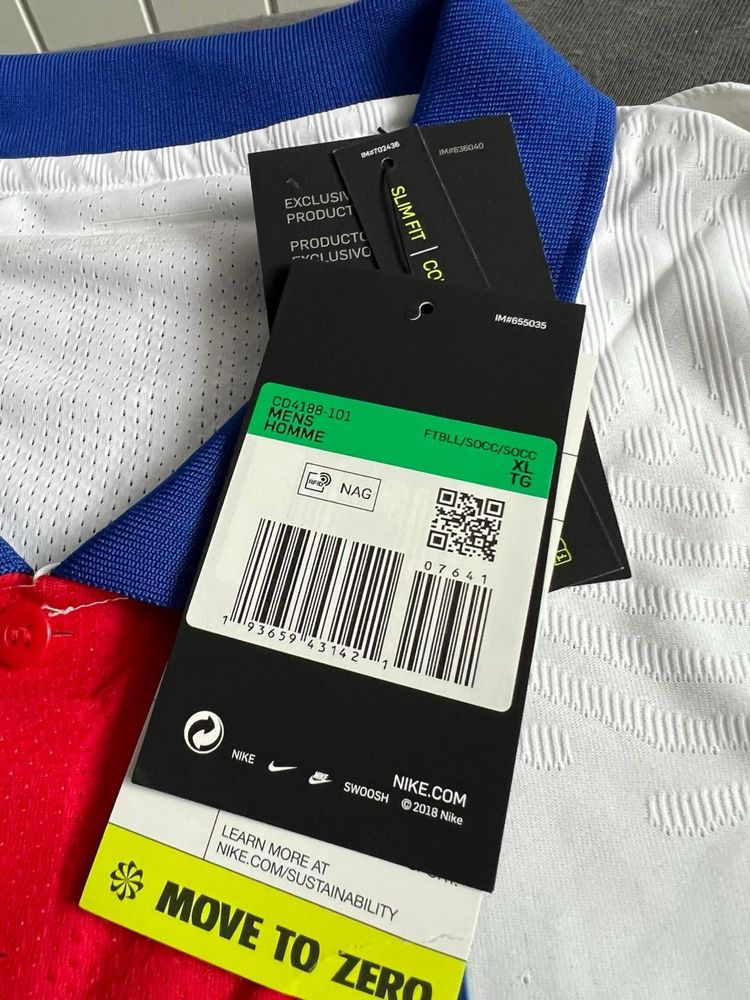 IM#702436
IM#636040
EXCLUSIV
PRODUCT
PRODUCTO
EXCLUSIVO
SLIM FIT
IM#655035
CD4188-101
MENS
HOMME
FTBLL/SOCC/SOCC
XL
TG
RFID
NAG
07641
1 93659 43142 1
NIKE
SWOOSH
NIKE.COM
©2018 Nike
LEARN MORE AT
NIKE.COM/SUSTAINABILITY
MOVE TO ZERO